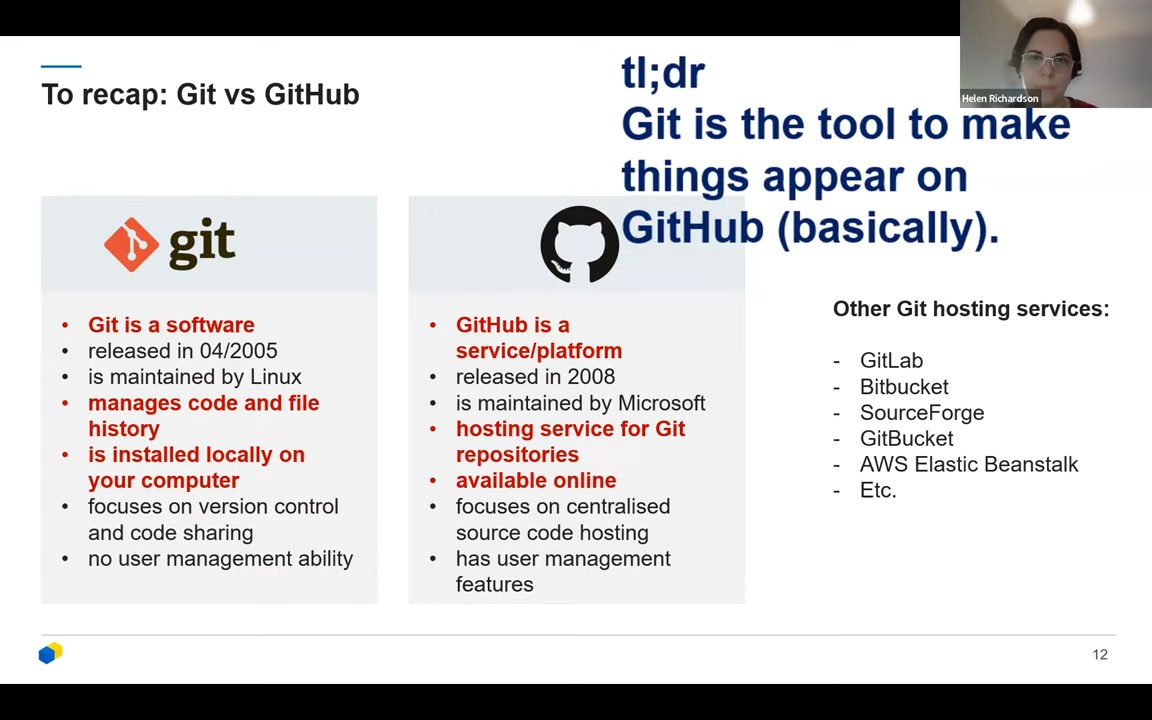 To recap: Git vs GitHub
tl;dr
Git is the tool to make
things appear on
GitHub (basically).
Helen Richardson
git
• Git is a software
• released in 04/2005
• is maintained by Linux
• manages code and file
history
• is installed locally on
your computer
• focuses on version control
and code sharing
• no user management ability
• GitHub is a
service/platform
• released in 2008
• is maintained by Microsoft
• hosting service for Git
repositories
• available online
• focuses on centralised
source code hosting
• has user management
features
Other Git hosting services:
- GitLab
- Bitbucket
- SourceForge
- GitBucket
- AWS Elastic Beanstalk
- Etc.
12